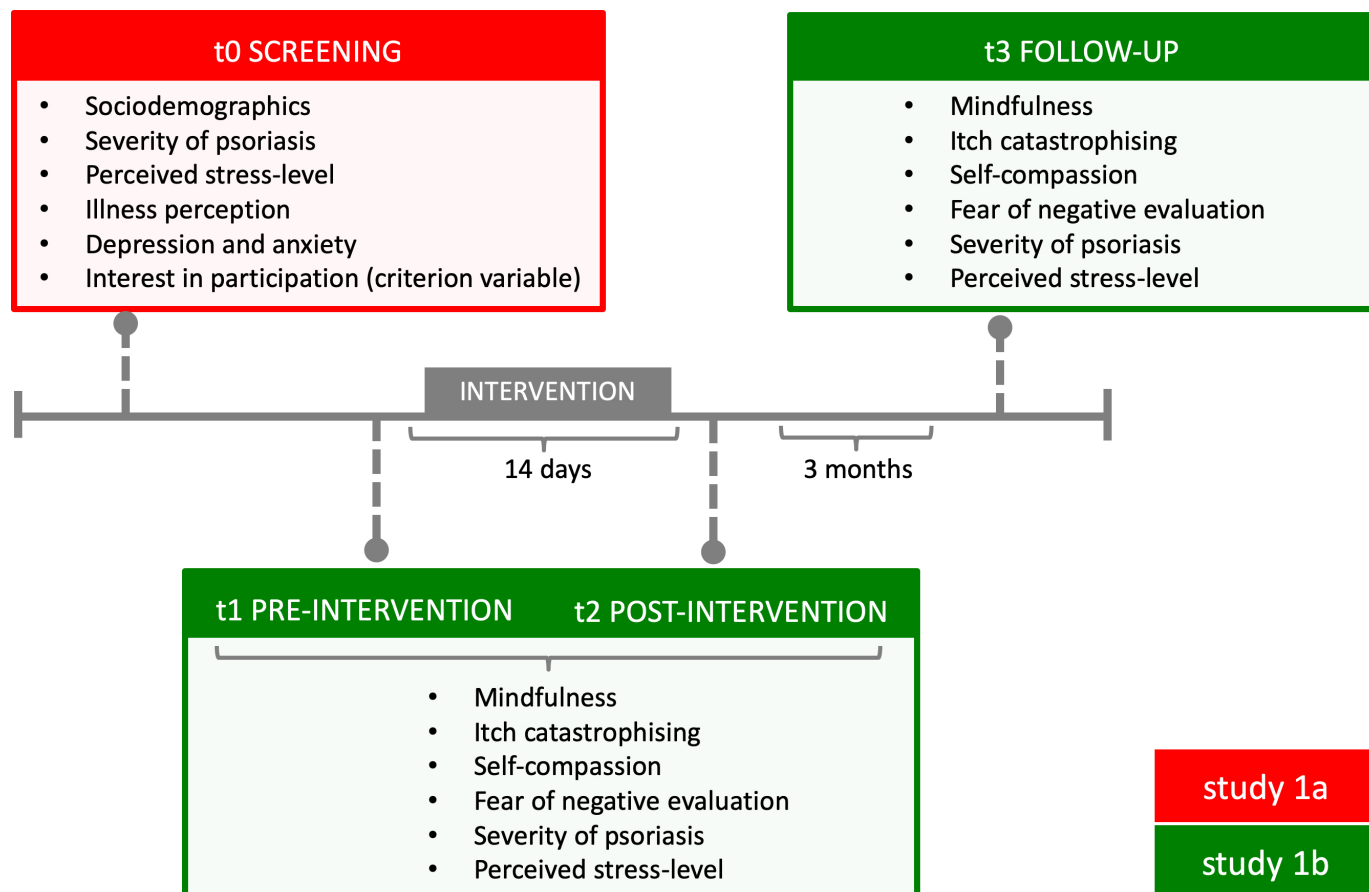 t0 SCREENING
• Sociodemographics
• Severity of psoriasis
• Perceived stress-level
• Illness perception
• Depression and anxiety
• Interest in participation (criterion variable)
t3 FOLLOW-UP
• Mindfulness
• Itch catastrophising
• Self-compassion
• Fear of negative evaluation
• Severity of psoriasis
• Perceived stress-level
INTERVENTION
14 days
3 months
t1 PRE-INTERVENTION
t2 POST-INTERVENTION
• Mindfulness
• Itch catastrophising
• Self-compassion
• Fear of negative evaluation
• Severity of psoriasis
• Perceived stress-level
study 1a
study 1b